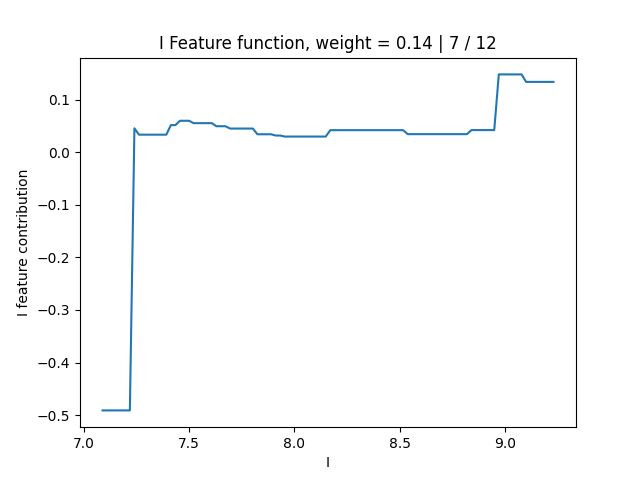 I Feature function, weight = 0.14 | 7 / 12
0.1
0.0
−0.1
−0.2
−0.3
−0.4
−0.5
I feature contribution
7.0 7.5 8.0 8.5 9.0
I